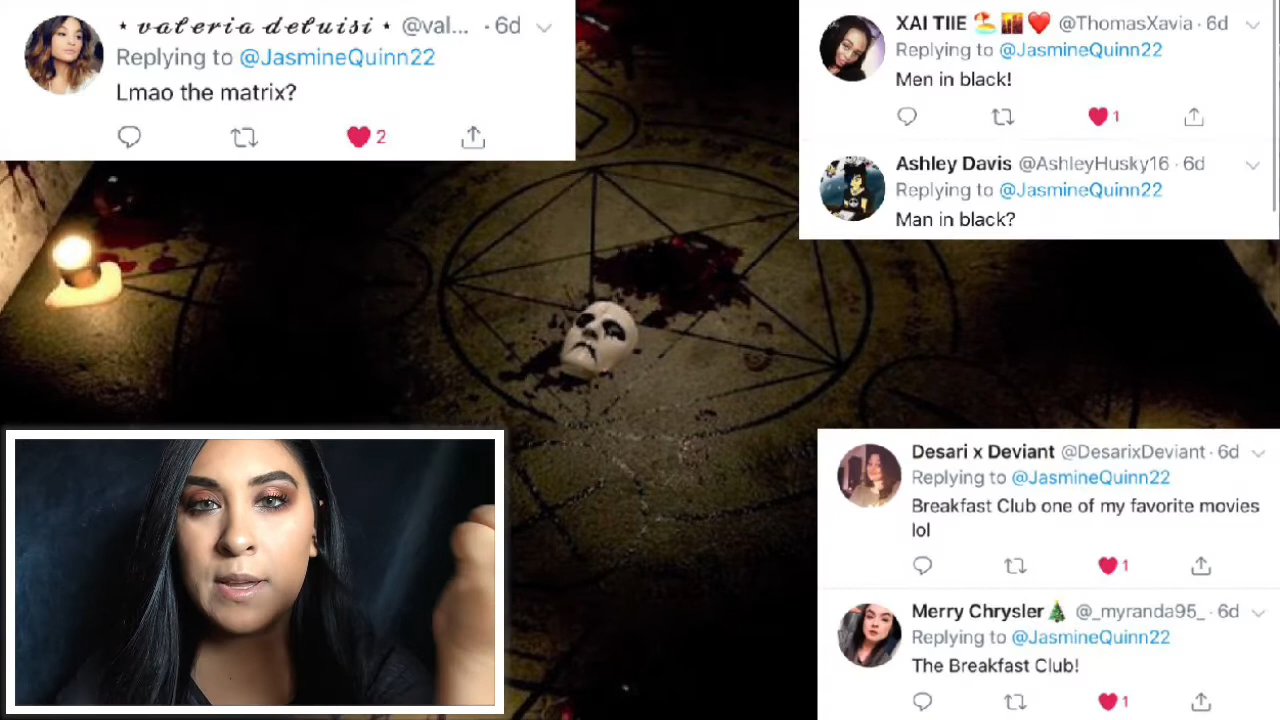 ⋆ 𝓿𝓪𝓵𝓮𝓻𝓲𝓪 𝓭𝓮𝓵𝓾𝓲𝓼𝓲 ⋆ @val... · 6d
Replying to @JasmineQuinn22
Lmao the matrix?
2
XAI TIIE 🏖️🌇❤️ @ThomasXavia · 6d
Replying to @JasmineQuinn22
Men in black!
1
Ashley Davis @AshleyHusky16 · 6d
Replying to @JasmineQuinn22
Man in black?
Desari x Deviant @DesarixDeviant · 6d
Replying to @JasmineQuinn22
Breakfast Club one of my favorite movies
lol
1
Merry Chrysler🎄 @_myranda95_ · 6d
Replying to @JasmineQuinn22
The Breakfast Club!
1